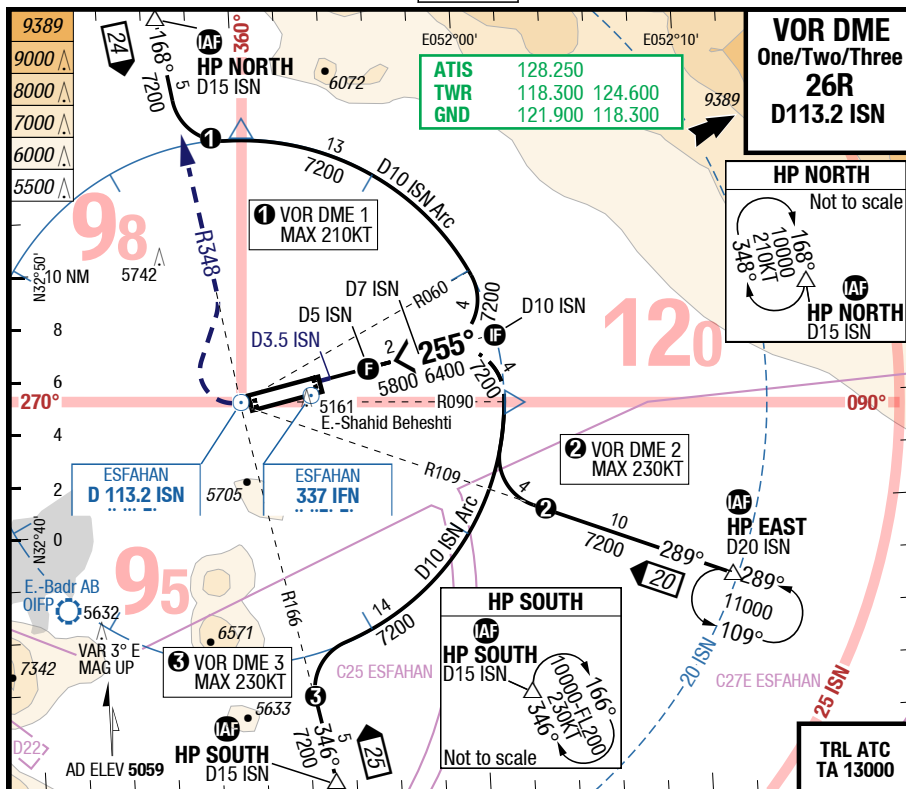 9389
9000
8000
7000
6000
5500
24
IAF
168°
5
7200
HP NORTH
D15 ISN
360°
6072
E052°00'
E052°10'
ATIS 128.250
TWR 118.300 124.600
GND 121.900 118.300
9389
VOR DME
One/Two/Three
26R
D113.2 ISN
HP NORTH
Not to scale
168°
10000
210KT
348°
IAF
HP NORTH
D15 ISN
1
13
7200
D10 ISN Arc
1 VOR DME 1
MAX 210KT
98
5742
R348
N32°50'
10 NM
8
6
4
2
0
N32°40'
R060
D7 ISN
D5 ISN
D3.5 ISN
4
7200
D10 ISN
IF
255°
2
F
5800 6400
4
7200
120
270°
090°
R090
5161
E.-Shahid Beheshti
ESFAHAN
D 113.2 ISN
ESFAHAN
337 IFN
5705
R109
2 VOR DME 2
MAX 230KT
4
2
10
7200
289°
20
IAF
HP EAST
D20 ISN
289°
11000
109°
95
E.-Badr AB
OIFP
5632
VAR 3° E
MAG UP
7342
6571
R166
D10 ISN Arc
14
7200
3 VOR DME 3
MAX 230KT
C25 ESFAHAN
3
5633
IAF
HP SOUTH
D15 ISN
346°
5
7200
25
HP SOUTH
IAF
HP SOUTH
D15 ISN
166°
10000-FL200
230KT
346°
Not to scale
20 ISN
C27E ESFAHAN
25 ISN
D22
AD ELEV 5059
TRL ATC
TA 13000